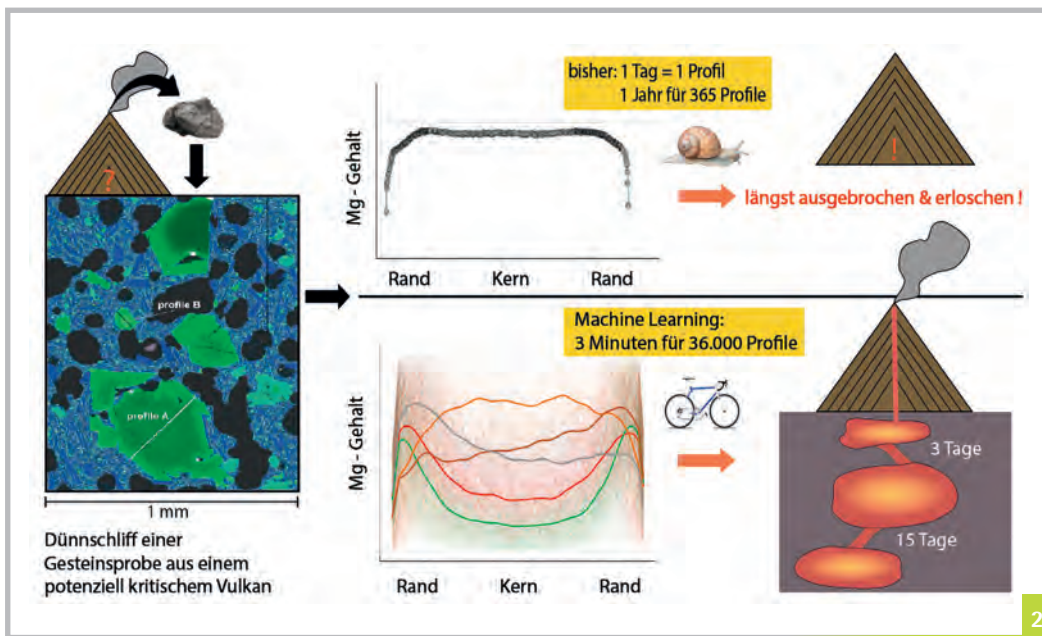 ?
profile B
profile A
1 mm
Dünnschliff einer
Gesteinsprobe aus einem
potenziell kritischem Vulkan
Mg - Gehalt
Rand
Kern
Rand
bisher: 1 Tag = 1 Profil
1 Jahr für 365 Profile
!
längst ausgebrochen & erloschen !
Machine Learning:
3 Minuten für 36.000 Profile
Mg - Gehalt
Rand
Kern
Rand
3 Tage
15 Tage
2